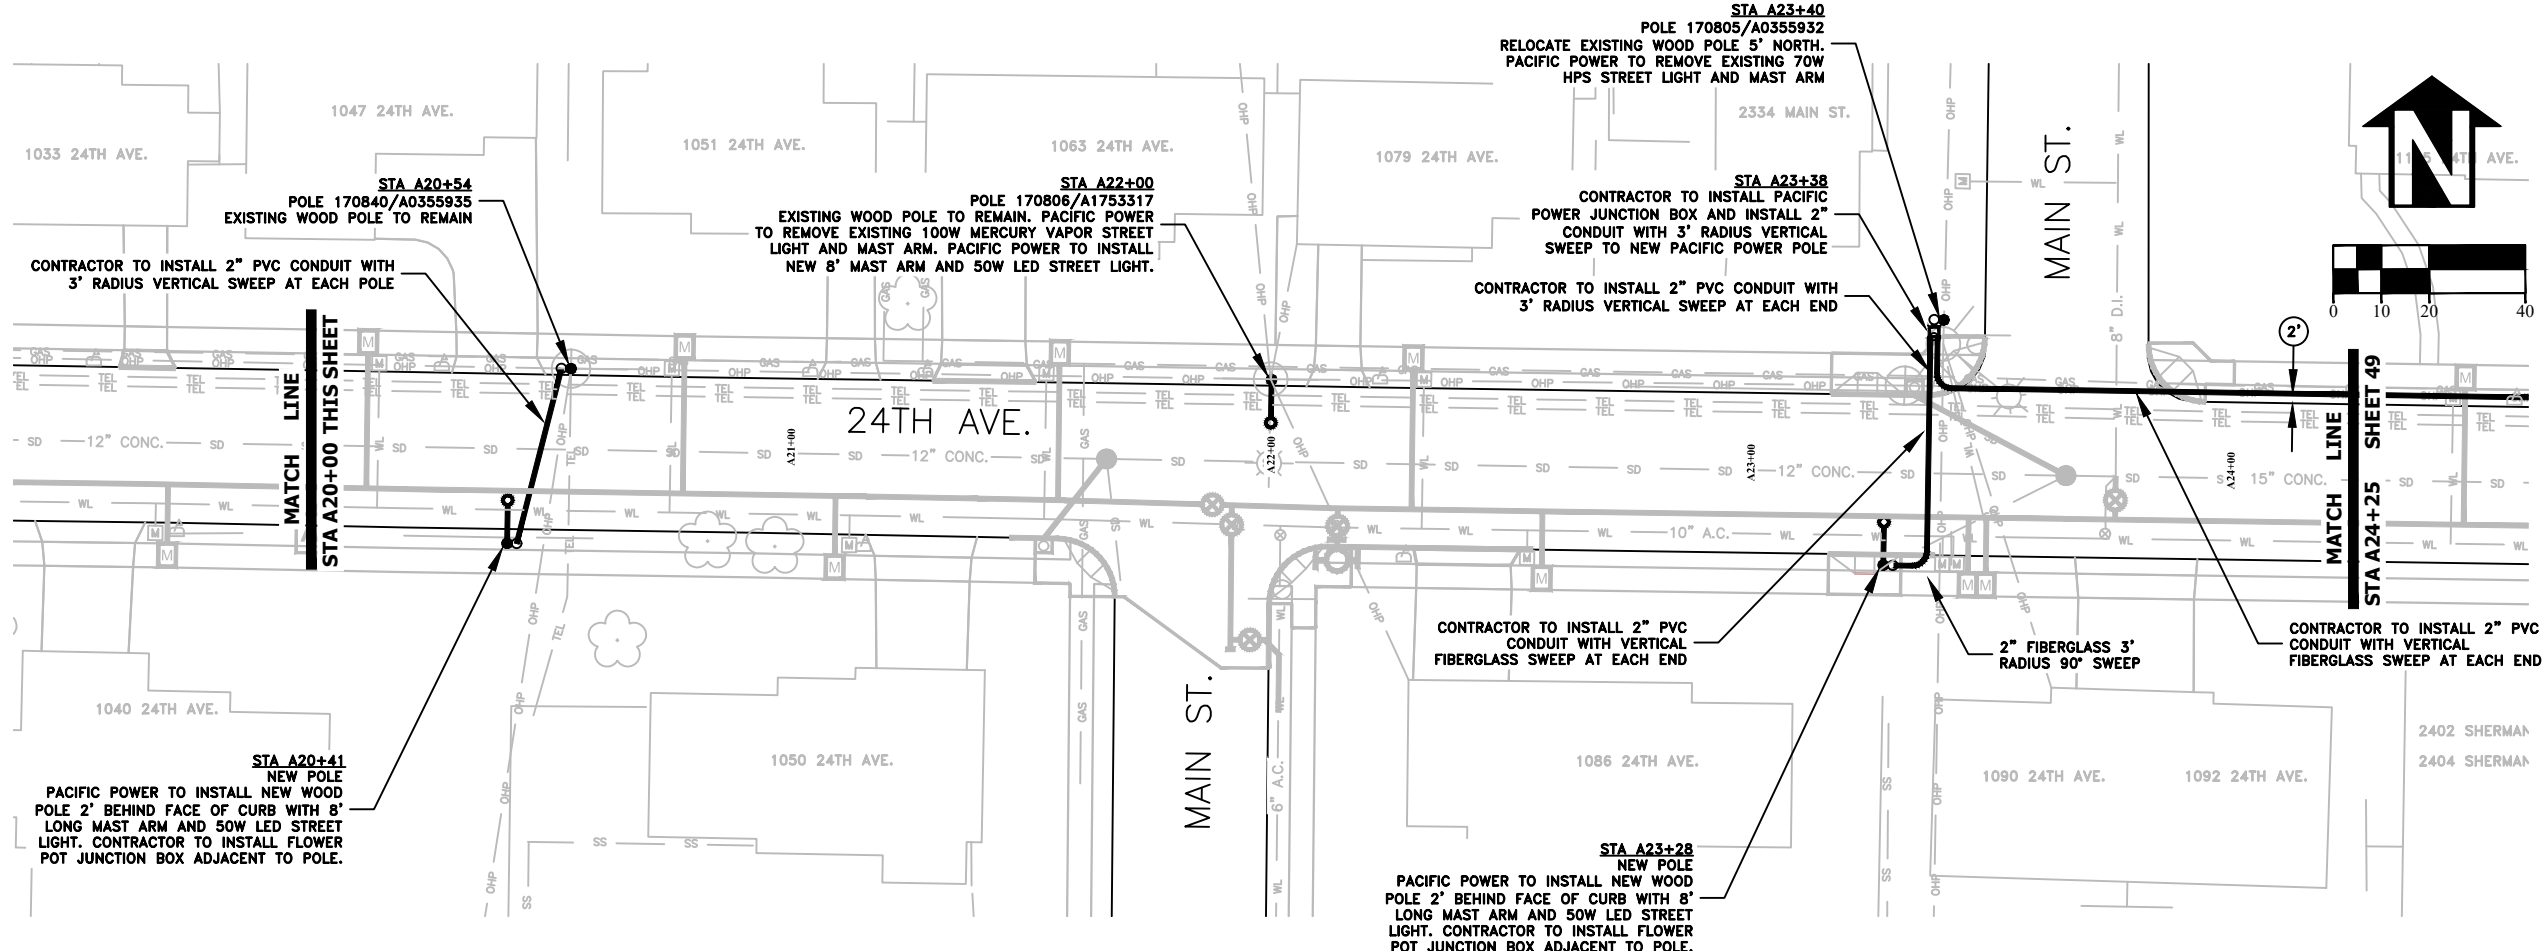 STA A23+40
POLE 170805/A0355932
RELOCATE EXISTING WOOD POLE 5' NORTH.
PACIFIC POWER TO REMOVE EXISTING 70W
HPS STREET LIGHT AND MAST ARM
1033 24TH AVE.
1047 24TH AVE.
1051 24TH AVE.
1063 24TH AVE.
1079 24TH AVE.
2334 MAIN ST.
MAIN ST.
N
STA A20+54
POLE 170840/A0355935
EXISTING WOOD POLE TO REMAIN
STA A22+00
POLE 170806/A1753317
EXISTING WOOD POLE TO REMAIN. PACIFIC POWER
TO REMOVE EXISTING 100W MERCURY VAPOR STREET
LIGHT AND MAST ARM. PACIFIC POWER TO INSTALL
NEW 8' MAST ARM AND 50W LED STREET LIGHT.
STA A23+38
CONTRACTOR TO INSTALL PACIFIC
POWER JUNCTION BOX AND INSTALL 2"
CONDUIT WITH 3' RADIUS VERTICAL
SWEEP TO NEW PACIFIC POWER POLE
CONTRACTOR TO INSTALL 2" PVC CONDUIT WITH
3' RADIUS VERTICAL SWEEP AT EACH POLE
CONTRACTOR TO INSTALL 2" PVC CONDUIT WITH
3' RADIUS VERTICAL SWEEP AT EACH END
0 10 20 40
2'
8" D.I.
MATCH LINE
STA A20+00 THIS SHEET
24TH AVE.
12" CONC.
12" CONC.
12" CONC.
15" CONC.
A21+00
A22+00
A23+00
A24+00
10" A.C.
MATCH LINE
STA A24+25 SHEET 49
CONTRACTOR TO INSTALL 2" PVC
CONDUIT WITH VERTICAL
FIBERGLASS SWEEP AT EACH END
2" FIBERGLASS 3'
RADIUS 90° SWEEP
CONTRACTOR TO INSTALL 2" PVC
CONDUIT WITH VERTICAL
FIBERGLASS SWEEP AT EACH END
MAIN ST.
6" A.C.
1040 24TH AVE.
1050 24TH AVE.
1086 24TH AVE.
1090 24TH AVE.
1092 24TH AVE.
2402 SHERMAN
2404 SHERMAN
STA A20+41
NEW POLE
PACIFIC POWER TO INSTALL NEW WOOD
POLE 2' BEHIND FACE OF CURB WITH 8'
LONG MAST ARM AND 50W LED STREET
LIGHT. CONTRACTOR TO INSTALL FLOWER
POT JUNCTION BOX ADJACENT TO POLE.
STA A23+28
NEW POLE
PACIFIC POWER TO INSTALL NEW WOOD
POLE 2' BEHIND FACE OF CURB WITH 8'
LONG MAST ARM AND 50W LED STREET
LIGHT. CONTRACTOR TO INSTALL FLOWER
POT JUNCTION BOX ADJACENT TO POLE.